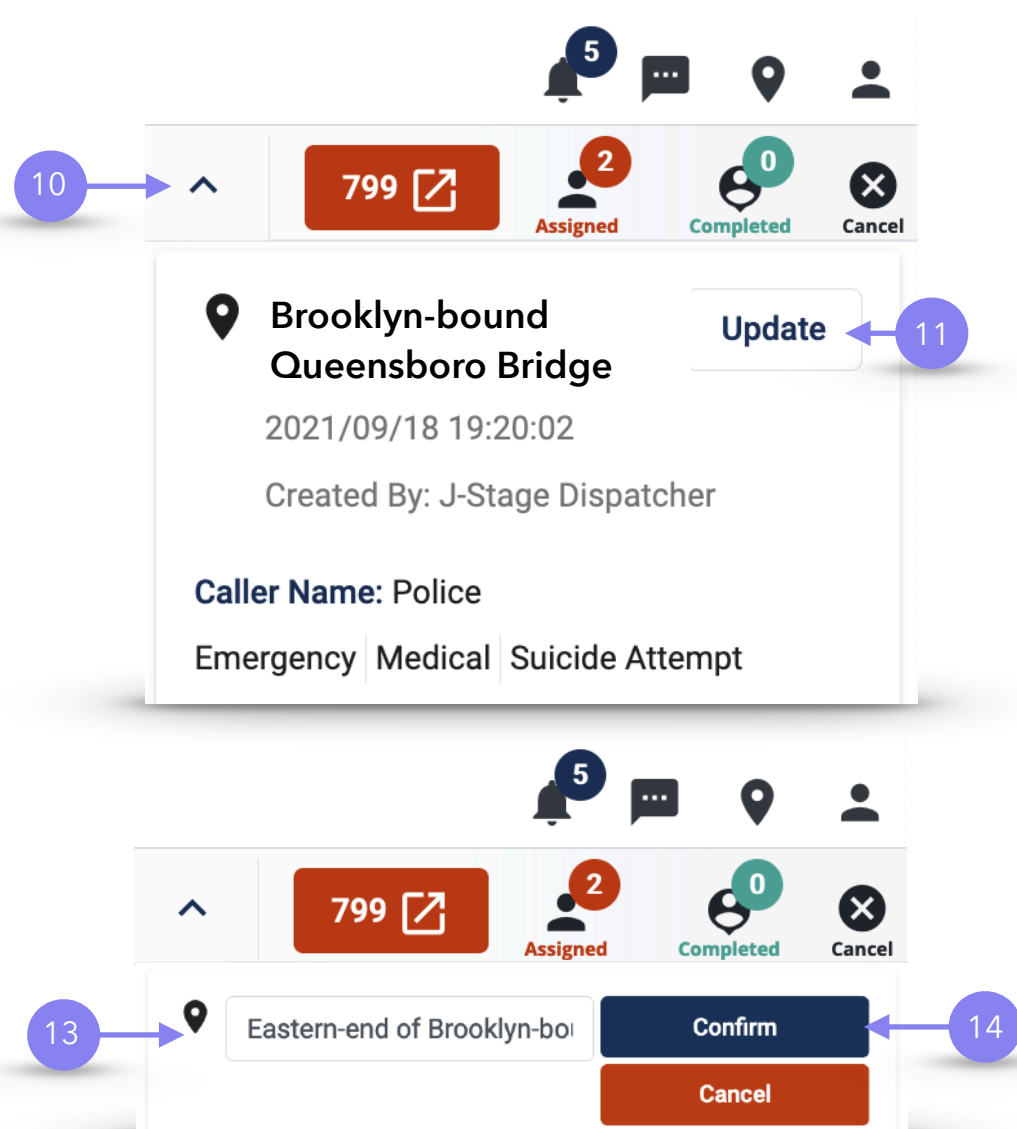 5
10
799
2
0
Assigned
Completed
Cancel
Brooklyn-bound
Queensboro Bridge
Update
11
2021/09/18 19:20:02
Created By: J-Stage Dispatcher
Caller Name: Police
Emergency Medical Suicide Attempt
5
799
2
0
Assigned
Completed
Cancel
13
Eastern-end of Brooklyn-bou
Confirm
14
Cancel